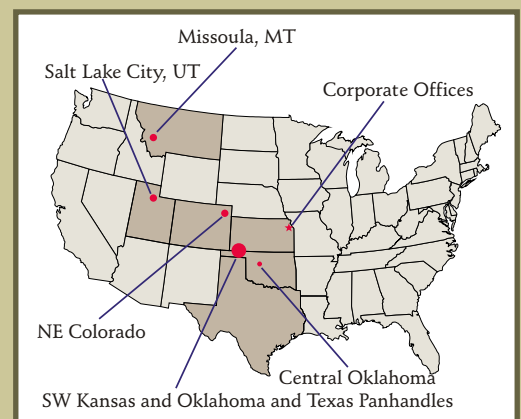 Missoula, MT
Salt Lake City, UT
Corporate Offices
NE Colorado
Central Oklahoma
SW Kansas and Oklahoma and Texas Panhandles